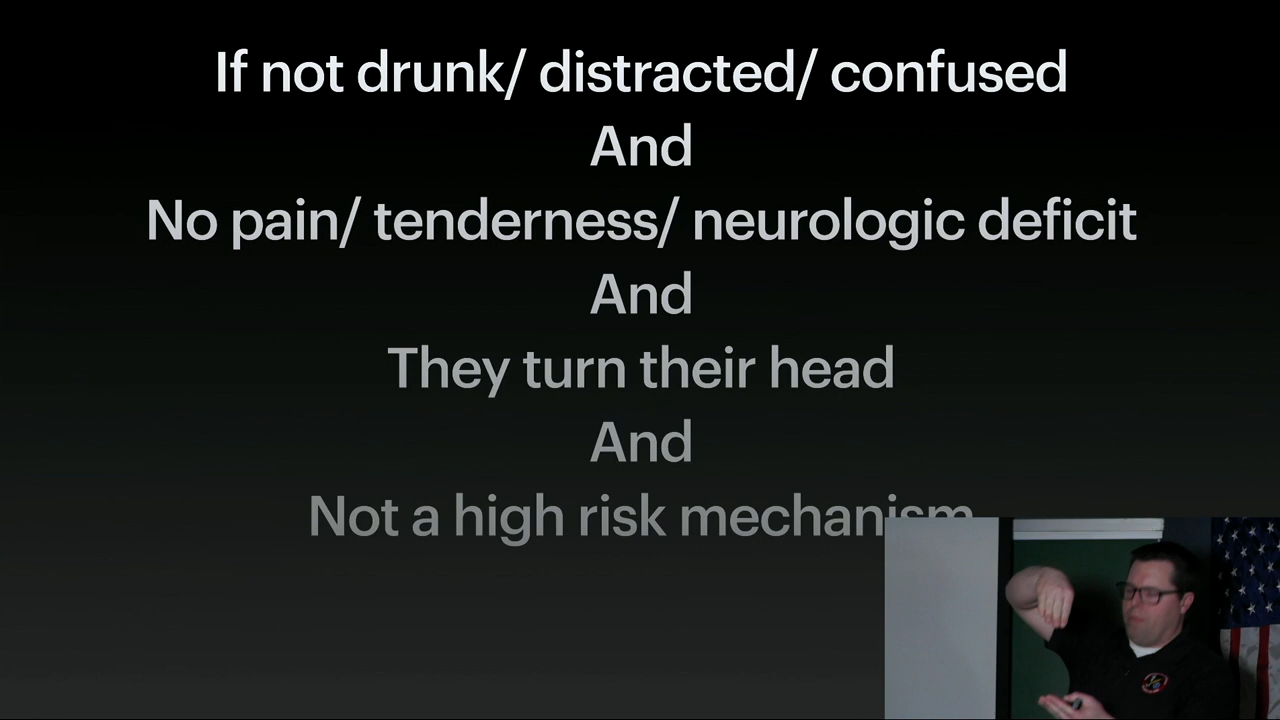 If not drunk/ distracted/ confused
And
No pain/ tenderness/ neurologic deficit
And
They turn their head
And
Not a high risk mechanism